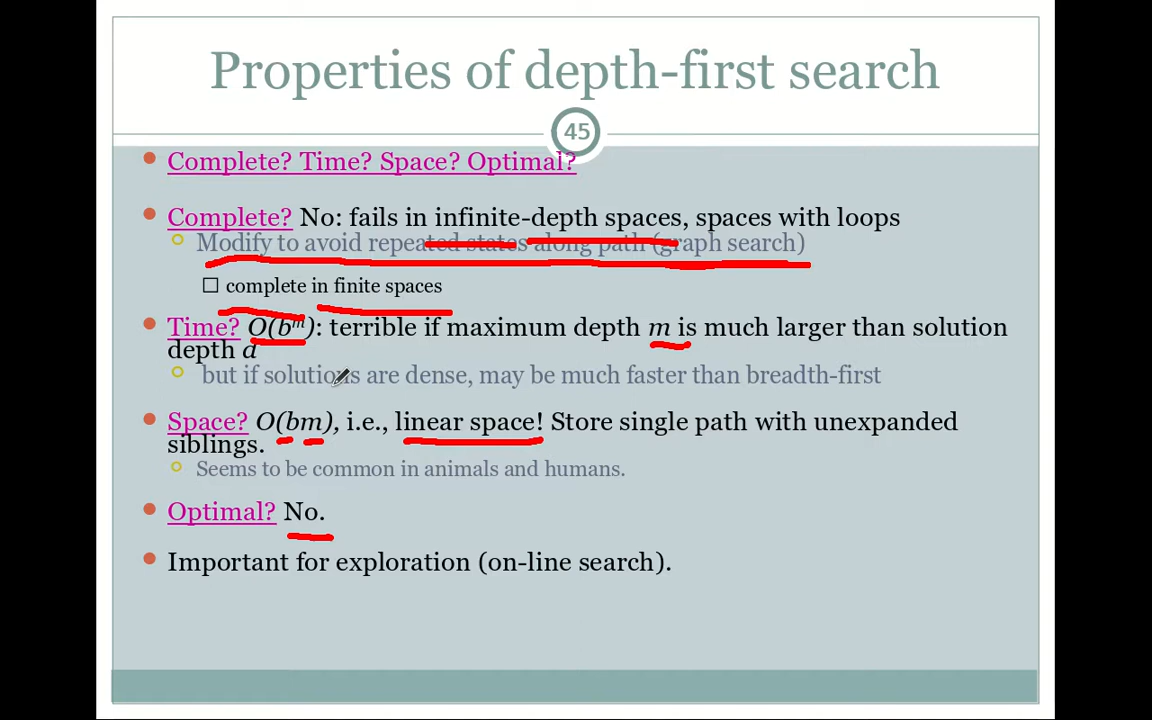 Properties of depth-first search
45
Complete? Time? Space? Optimal?
Complete? No: fails in infinite-depth spaces, spaces with loops
Modify to avoid repeated states along path (graph search)
complete in finite spaces
Time? O(b^m): terrible if maximum depth m is much larger than solution
depth d
but if solutions are dense, may be much faster than breadth-first
Space? O(bm), i.e., linear space! Store single path with unexpanded
siblings.
Seems to be common in animals and humans.
Optimal? No.
Important for exploration (on-line search).